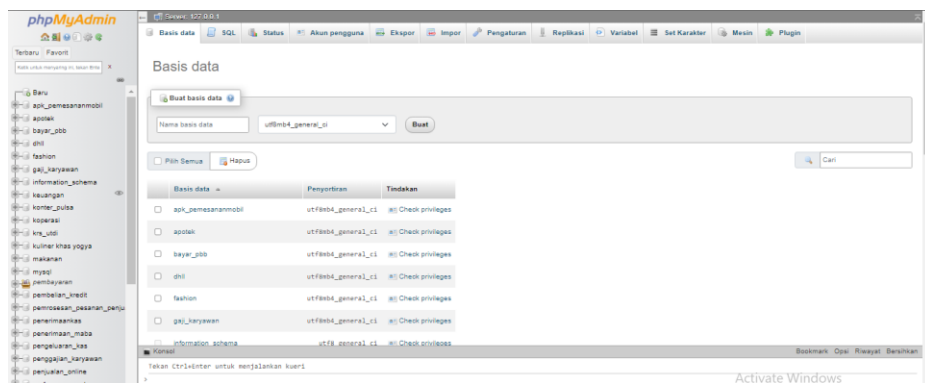 phpMyAdmin
Terbaru Favorit
Baru
apk_pemesananmobil
apotek
bayar_pbb
dhil
fashion
gaji_karyawan
information_schema
keuangan
konter_pulsa
koperasi
krs_utdi
kuliner khas yogya
makanan
mysql
pembayaran
pembelian_kredit
pemrosesan_pesanan_penju
penerimaankas
penerimaan_maba
pengeluaran_kas
penggajian_karyawan
penjualan_online
Server: 127.0.0.1
Basis data SQL Status Akun pengguna Ekspor Impor Pengaturan Replikasi Variabel Set Karakter Mesin Plugin
Basis data
Buat basis data
Nama basis data utf8mb4_general_ci Buat
Pilih Semua Hapus Cari
Basis data Penyortiran Tindakan
apk_pemesananmobil utf8mb4_general_ci Check privileges
apotek utf8mb4_general_ci Check privileges
bayar_pbb utf8mb4_general_ci Check privileges
dhil utf8mb4_general_ci Check privileges
fashion utf8mb4_general_ci Check privileges
gaji_karyawan utf8mb4_general_ci Check privileges
information_schema utf8_general_ci Check privileges
Konsol Bookmark Opsi Riwayat Bersihkan
Tekan Ctrl+Enter untuk menjalankan kueri
>
Activate Windows